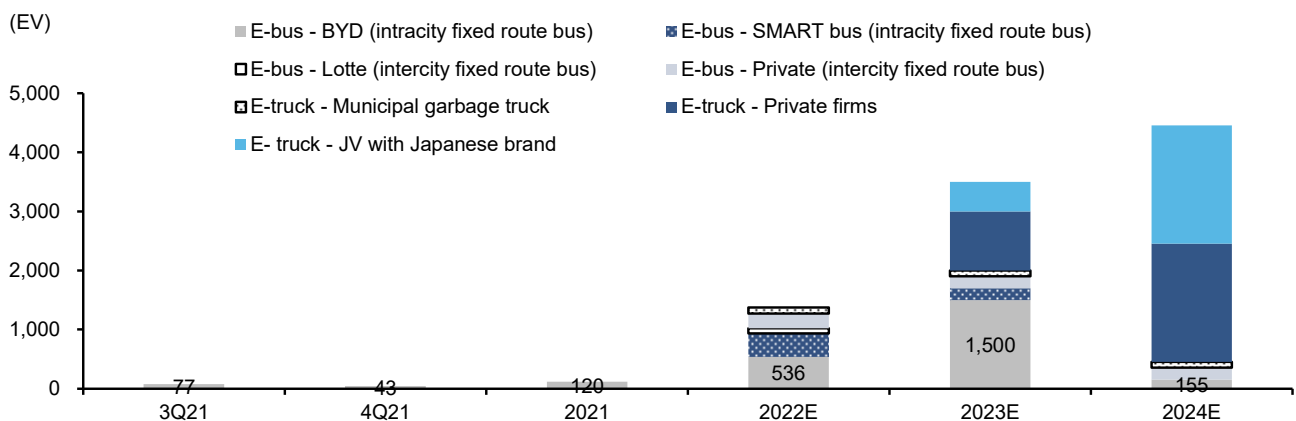 (EV)
E-bus - BYD (intracity fixed route bus)
E-bus - SMART bus (intracity fixed route bus)
E-bus - Lotte (intercity fixed route bus)
E-bus - Private (intercity fixed route bus)
E-truck - Municipal garbage truck
E-truck - Private firms
E- truck - JV with Japanese brand
5,000
4,000
3,000
2,000
1,000
0
77
43
120
536
1,500
155
3Q21
4Q21
2021
2022E
2023E
2024E